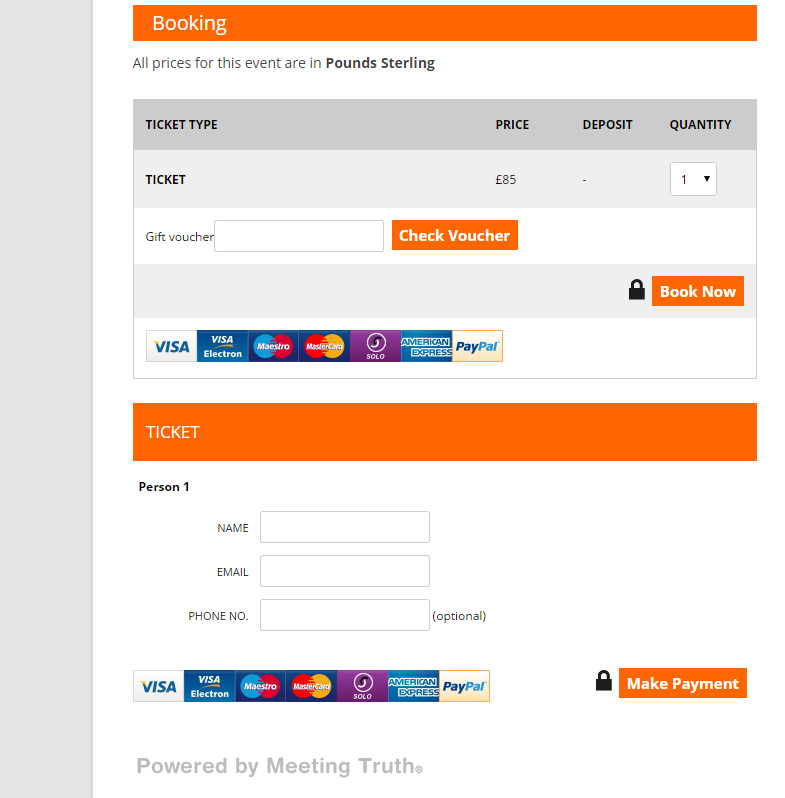 Booking
All prices for this event are in Pounds Sterling
TICKET TYPE PRICE DEPOSIT QUANTITY
TICKET £85 - 1
Gift voucher Check Voucher
Book Now
VISA VISA Electron Maestro MasterCard SOLO AMERICAN EXPRESS PayPal
TICKET
Person 1
NAME
EMAIL
PHONE NO. (optional)
VISA VISA Electron Maestro MasterCard SOLO AMERICAN EXPRESS PayPal Make Payment
Powered by Meeting Truth®